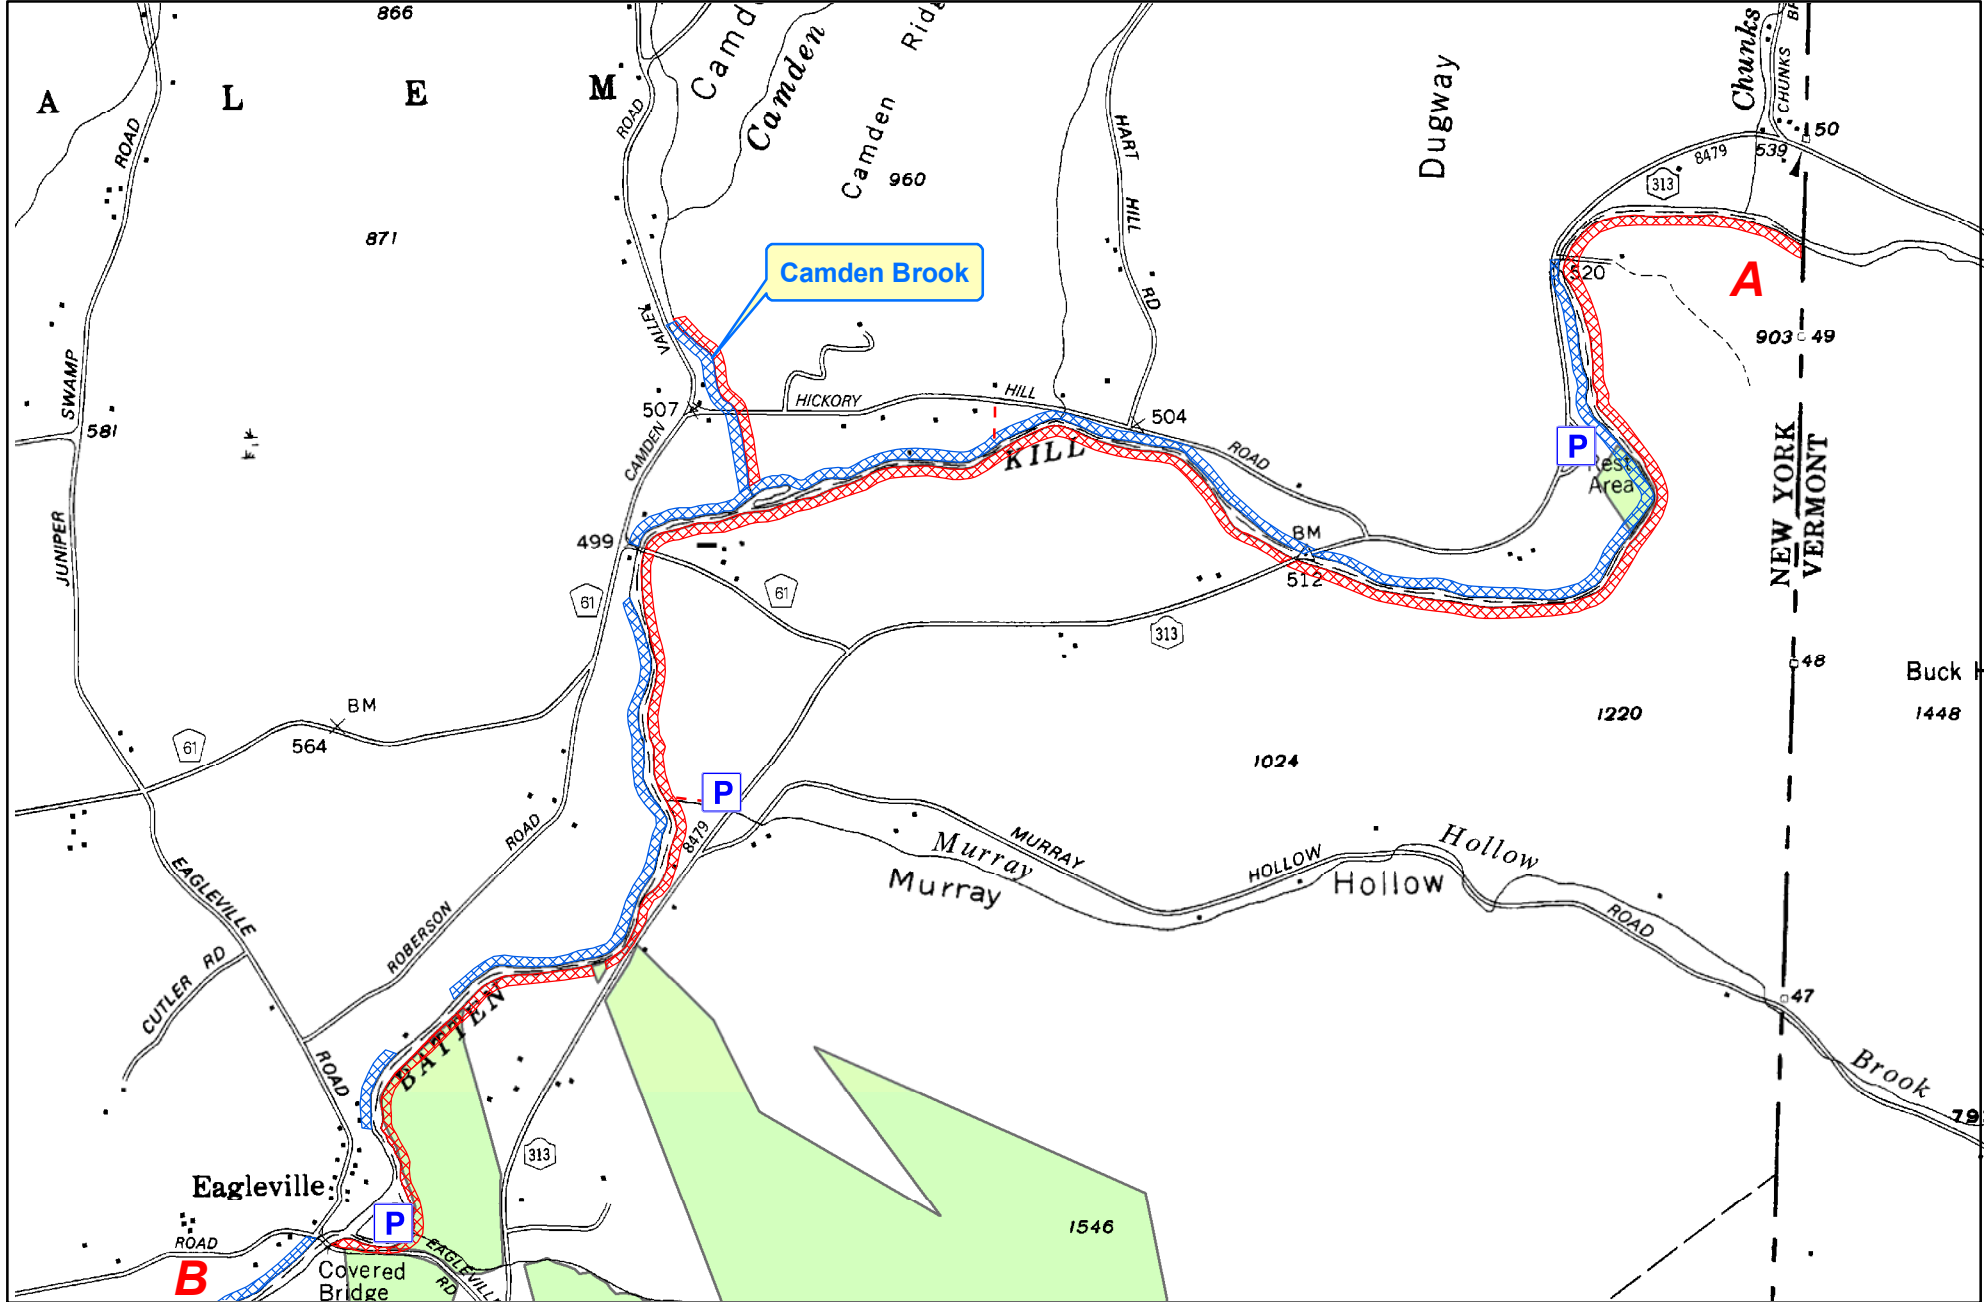 866
Camden
Ridg
Chunks
CHUNKS
A L E M
ROAD
ROAD
Camden
HART
HILL
RD
Dugway
50
8479
539
960
313
871
Camden Brook
520
A
903
49
VALLEY
SWAMP
HICKORY
HILL
507
504
581
P
Rest
Area
CAMDEN
KILL
ROAD
NEW YORK
VERMONT
JUNIPER
499
BM
512
61
61
313
48
Buck H
1220
1448
BM
564
61
1024
P
8479
ROAD
MURRAY
Murray
Murray
HOLLOW
Hollow
Hollow
ROAD
EAGLEVILLE
ROBERSON
CUTLER RD
47
BATTEN
ROAD
Brook
79
313
Eagleville
P
1546
ROAD
EAGLEVILLE
RD
B
Covered
Bridge